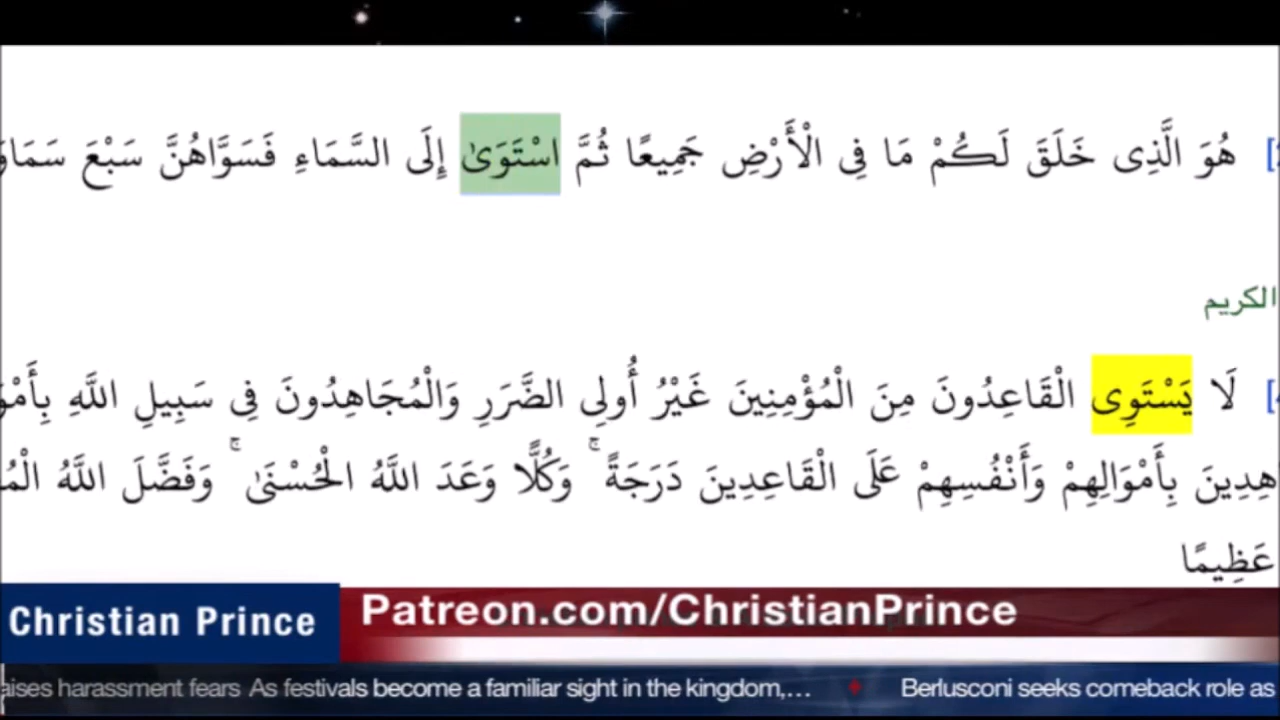 هُوَ الَّذِى خَلَقَ لَكُمْ مَا فِى الْأَرْضِ جَمِيعًا ثُمَّ اسْتَوَىٰ إِلَى السَّمَاءِ فَسَوَّاهُنَّ سَبْعَ
الكريم
لَا يَسْتَوِى الْقَاعِدُونَ مِنَ الْمُؤْمِنِينَ غَيْرُ أُولِى الضَّرَرِ وَالْمُجَاهِدُونَ فِى سَبِيلِ اللَّهِ
هِدِينَ بِأَمْوَالِهِمْ وَأَنْفُسِهِمْ عَلَى الْقَاعِدِينَ دَرَجَةً ۚ وَكُلًّا وَعَدَ اللَّهُ الْحُسْنَىٰ ۚ وَفَضَّلَ اللَّهُ
عَظِيمًا
Christian Prince
Patreon.com/ChristianPrince
aises harassment fears As festivals become a familiar sight in the kingdom,... Berlusconi seeks comeback role as